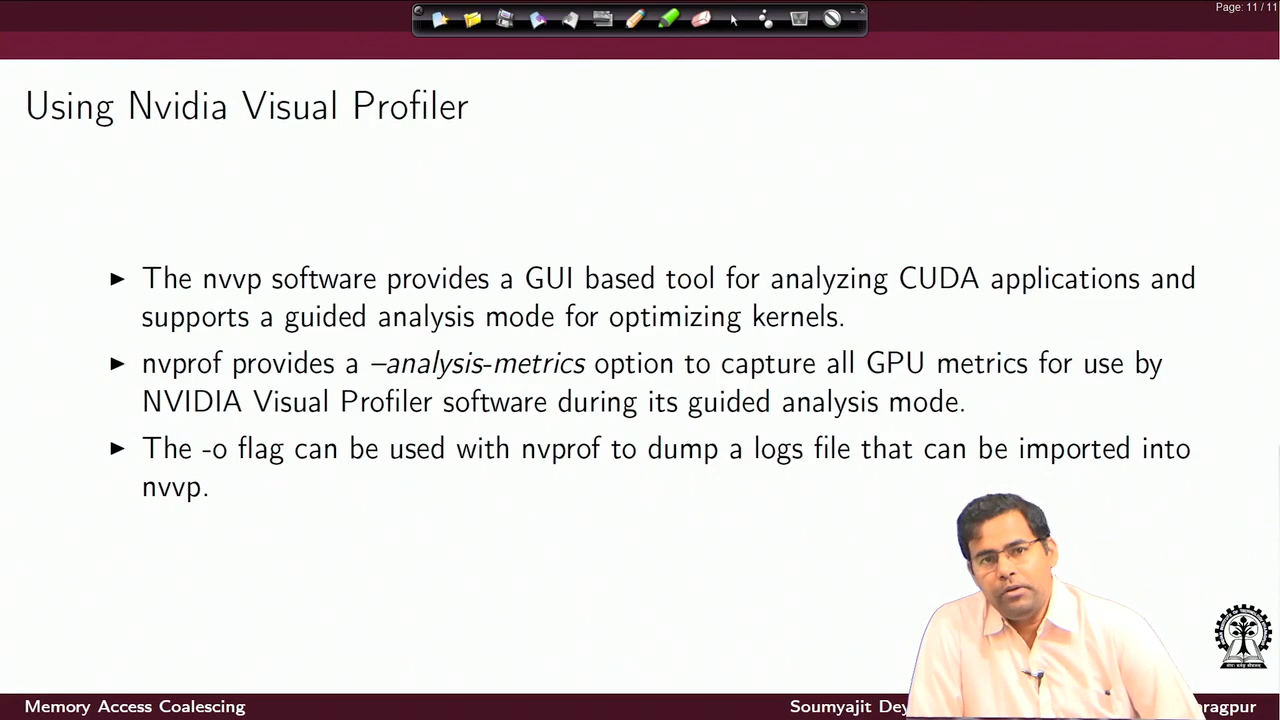 Page: 11 / 11
Using Nvidia Visual Profiler
▶ The nvvp software provides a GUI based tool for analyzing CUDA applications and
supports a guided analysis mode for optimizing kernels.
▶ nvprof provides a –analysis-metrics option to capture all GPU metrics for use by
NVIDIA Visual Profiler software during its guided analysis mode.
▶ The -o flag can be used with nvprof to dump a logs file that can be imported into
nvvp.
Memory Access Coalescing
Soumyajit Dey